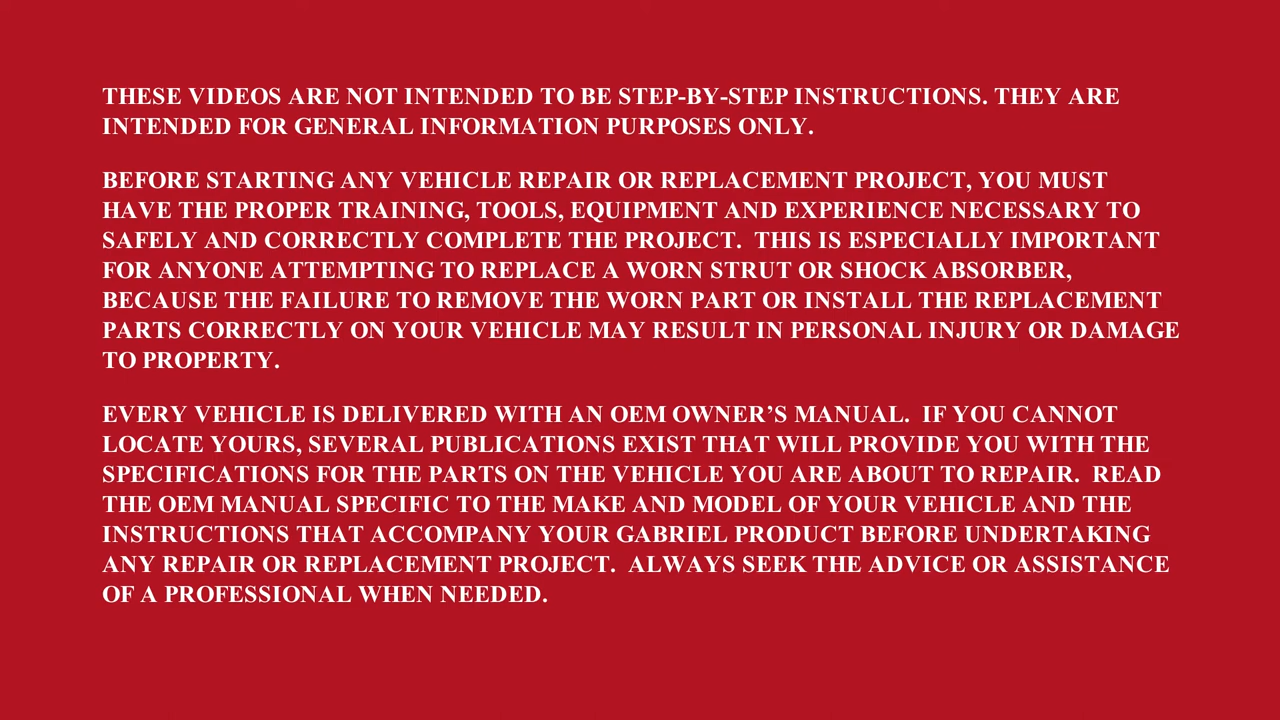 THESE VIDEOS ARE NOT INTENDED TO BE STEP-BY-STEP INSTRUCTIONS. THEY ARE
INTENDED FOR GENERAL INFORMATION PURPOSES ONLY.
BEFORE STARTING ANY VEHICLE REPAIR OR REPLACEMENT PROJECT, YOU MUST
HAVE THE PROPER TRAINING, TOOLS, EQUIPMENT AND EXPERIENCE NECESSARY TO
SAFELY AND CORRECTLY COMPLETE THE PROJECT.  THIS IS ESPECIALLY IMPORTANT
FOR ANYONE ATTEMPTING TO REPLACE A WORN STRUT OR SHOCK ABSORBER,
BECAUSE THE FAILURE TO REMOVE THE WORN PART OR INSTALL THE REPLACEMENT
PARTS CORRECTLY ON YOUR VEHICLE MAY RESULT IN PERSONAL INJURY OR DAMAGE
TO PROPERTY.
EVERY VEHICLE IS DELIVERED WITH AN OEM OWNER’S MANUAL.  IF YOU CANNOT
LOCATE YOURS, SEVERAL PUBLICATIONS EXIST THAT WILL PROVIDE YOU WITH THE
SPECIFICATIONS FOR THE PARTS ON THE VEHICLE YOU ARE ABOUT TO REPAIR.  READ
THE OEM MANUAL SPECIFIC TO THE MAKE AND MODEL OF YOUR VEHICLE AND THE
INSTRUCTIONS THAT ACCOMPANY YOUR GABRIEL PRODUCT BEFORE UNDERTAKING
ANY REPAIR OR REPLACEMENT PROJECT.  ALWAYS SEEK THE ADVICE OR ASSISTANCE
OF A PROFESSIONAL WHEN NEEDED.